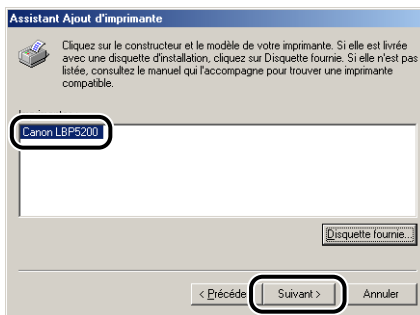 Assistant Ajout d'imprimante
Cliquez sur le constructeur et le modèle de votre imprimante. Si elle est livrée
avec une disquette d'installation, cliquez sur Disquette fournie. Si elle n'est pas
listée, consultez le manuel qui l'accompagne pour trouver une imprimante
compatible.
Canon LBP5200
Disquette fournie...
< Précéde Suivant > Annuler